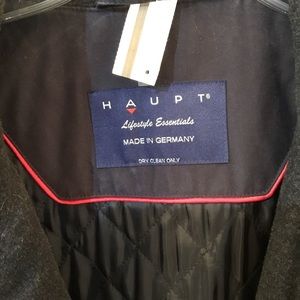 HAUPT®
Lifestyle Essentials
MADE IN GERMANY
DRY CLEAN ONLY